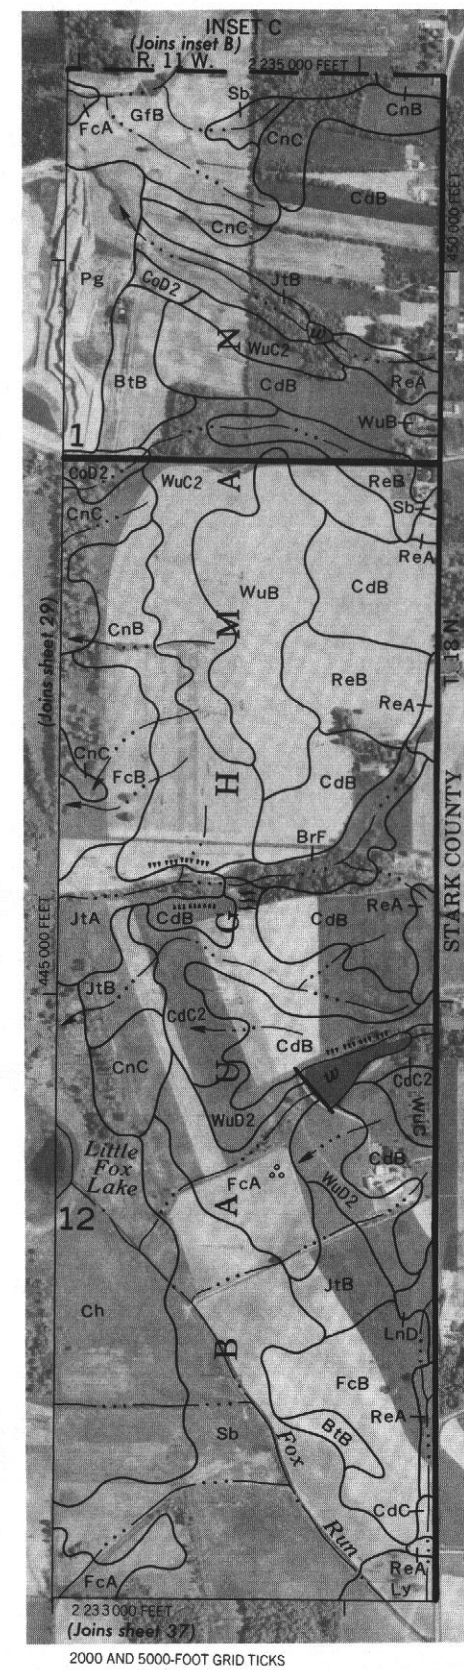 INSET C
(Joins inset B)
R. 11 W.
2 235 000 FEET
Sb
CnB
FcA
GfB
CnC
450 000 FEET
CdB
CnC
Pg
CoD2
JtB
W
N
WuC2
BtB
CdB
ReA
WuB
1
CoD2
WuC2
A
ReB
CnC
Sb
ReA
WuB
CdB
(Joins sheet 29)
CnB
M
T. 18 N.
ReB
ReA
CnC
FcB
H
CdB
STARK COUNTY
BrF
445 000 FEET
JtA
CdB
G
CdB
ReA
JtB
CdC2
CdB
CnC
U
W
CdC2
WuD2
WuC
Little
Fox
Lake
FcA
CdB
WuD2
12
A
JtB
Ch
LnD
B
FcB
ReA
Sb
BtB
Fox
Run
CdC
FcA
ReA
Ly
2 233 000 FEET
(Joins sheet 37)
2000 AND 5000-FOOT GRID TICKS